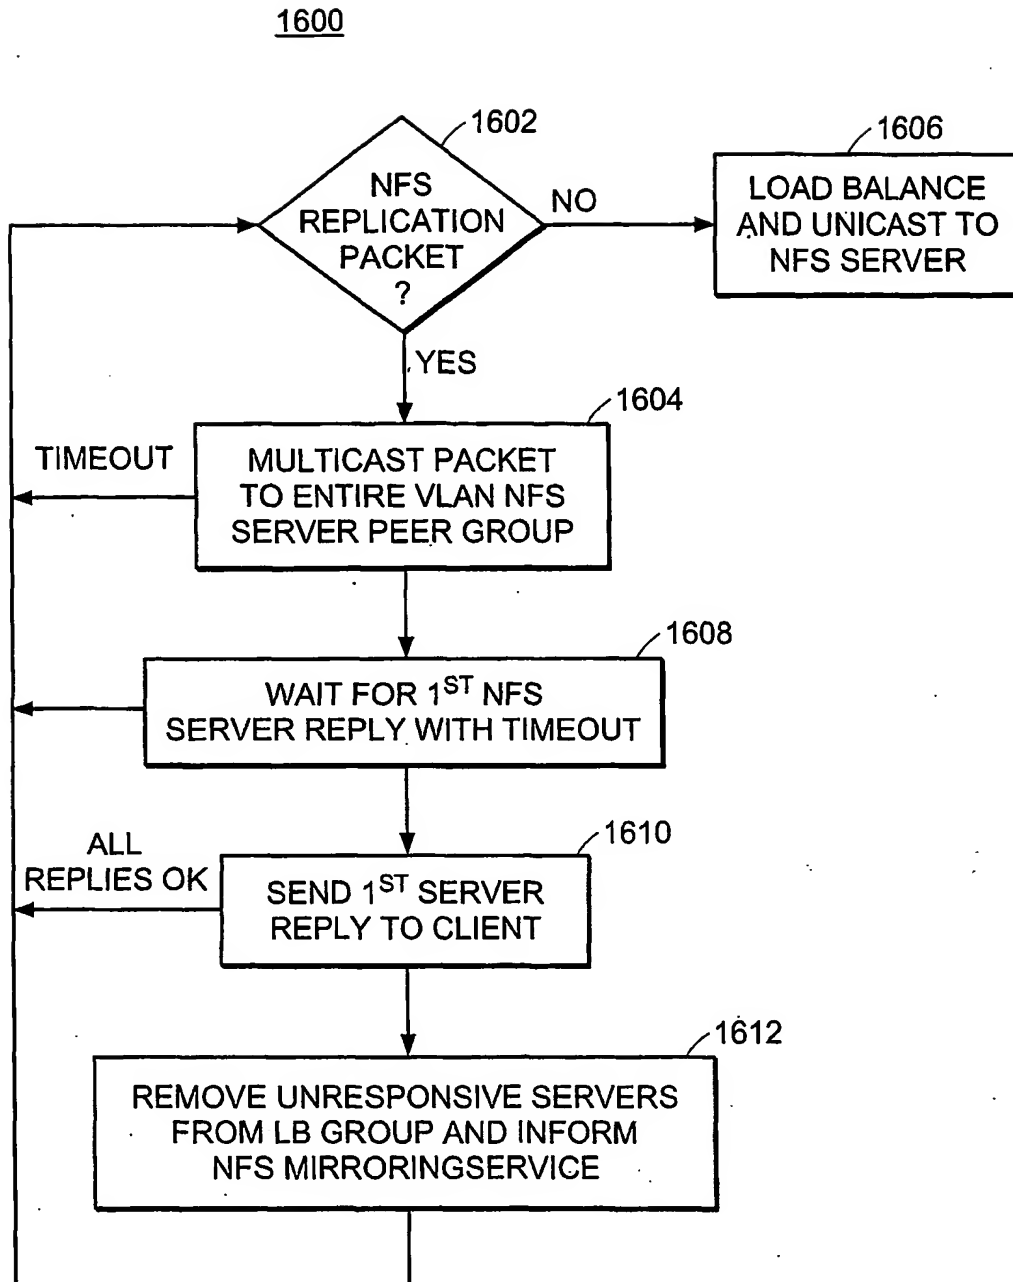 1600
1602
NFS
REPLICATION
PACKET
?
NO
1606
LOAD BALANCE
AND UNICAST TO
NFS SERVER
YES
1604
TIMEOUT
MULTICAST PACKET
TO ENTIRE VLAN NFS
SERVER PEER GROUP
1608
WAIT FOR 1ST NFS
SERVER REPLY WITH TIMEOUT
1610
ALL
REPLIES OK
SEND 1ST SERVER
REPLY TO CLIENT
1612
REMOVE UNRESPONSIVE SERVERS
FROM LB GROUP AND INFORM
NFS MIRRORINGSERVICE